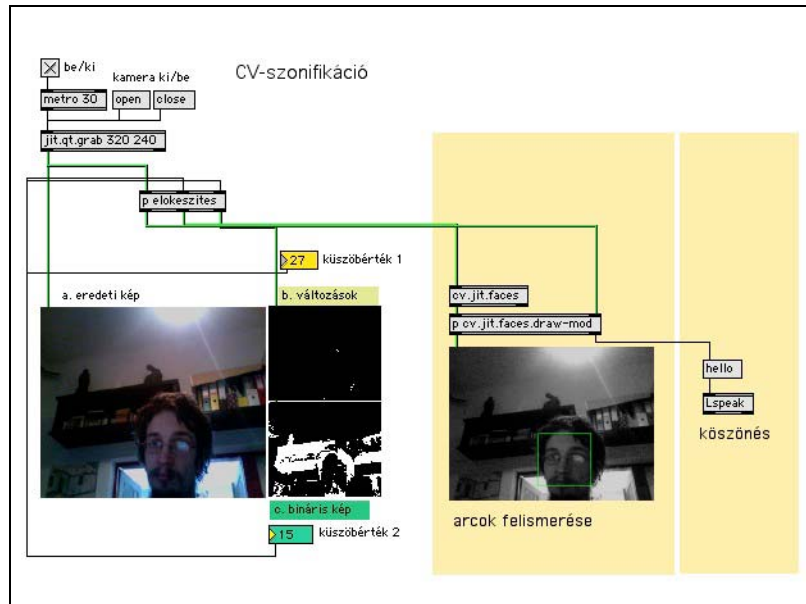 be/ki
CV-szonifikáció
kamera ki/be
metro 30
open
close
jit.qt.grab 320 240
p elokeszites
27
küszöbérték 1
a. eredeti kép
b. változások
cv.jit.faces
p cv.jit.faces.draw-mod
hello
Lspeak
köszönés
c. bináris kép
arcok felismerése
15
küszöbérték 2